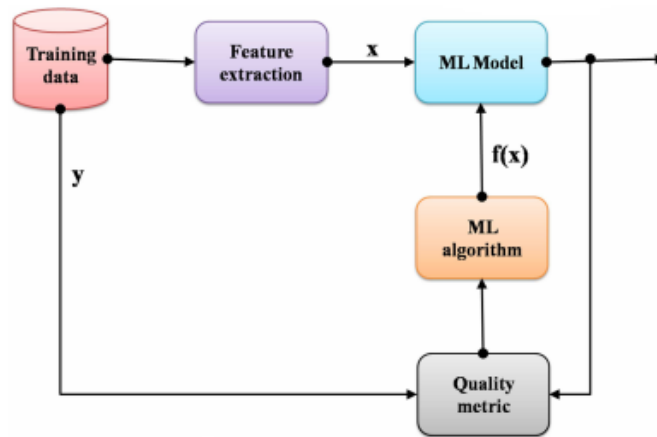 Training
data
Feature
extraction
x
ML Model
y
f(x)
ML
algorithm
Quality
metric